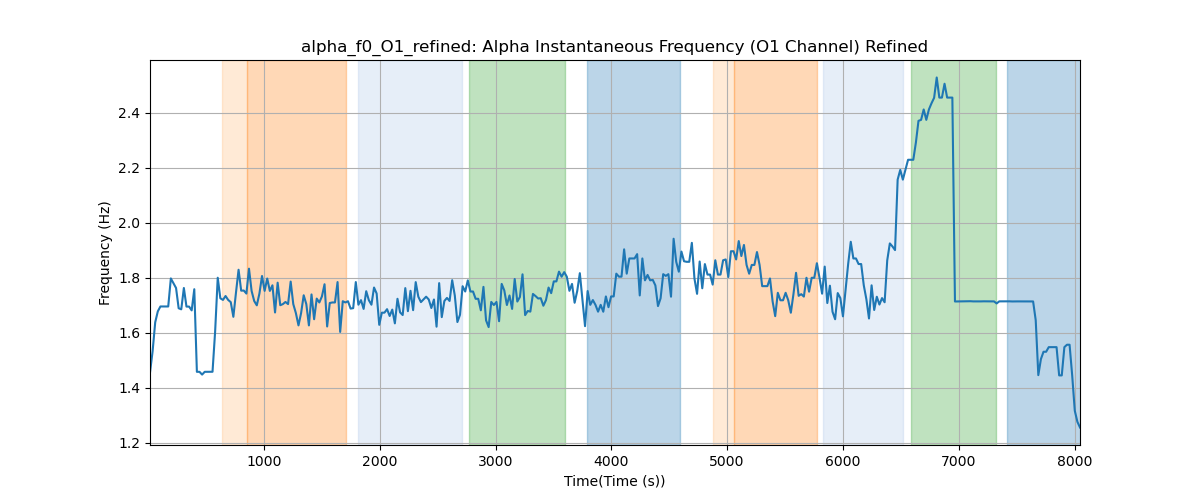 alpha_f0_O1_refined: Alpha Instantaneous Frequency (O1 Channel) Refined
Frequency (Hz)
2.4
2.2
2.0
1.8
1.6
1.4
1.2
1000 2000 3000 4000 5000 6000 7000 8000
Time(Time (s))